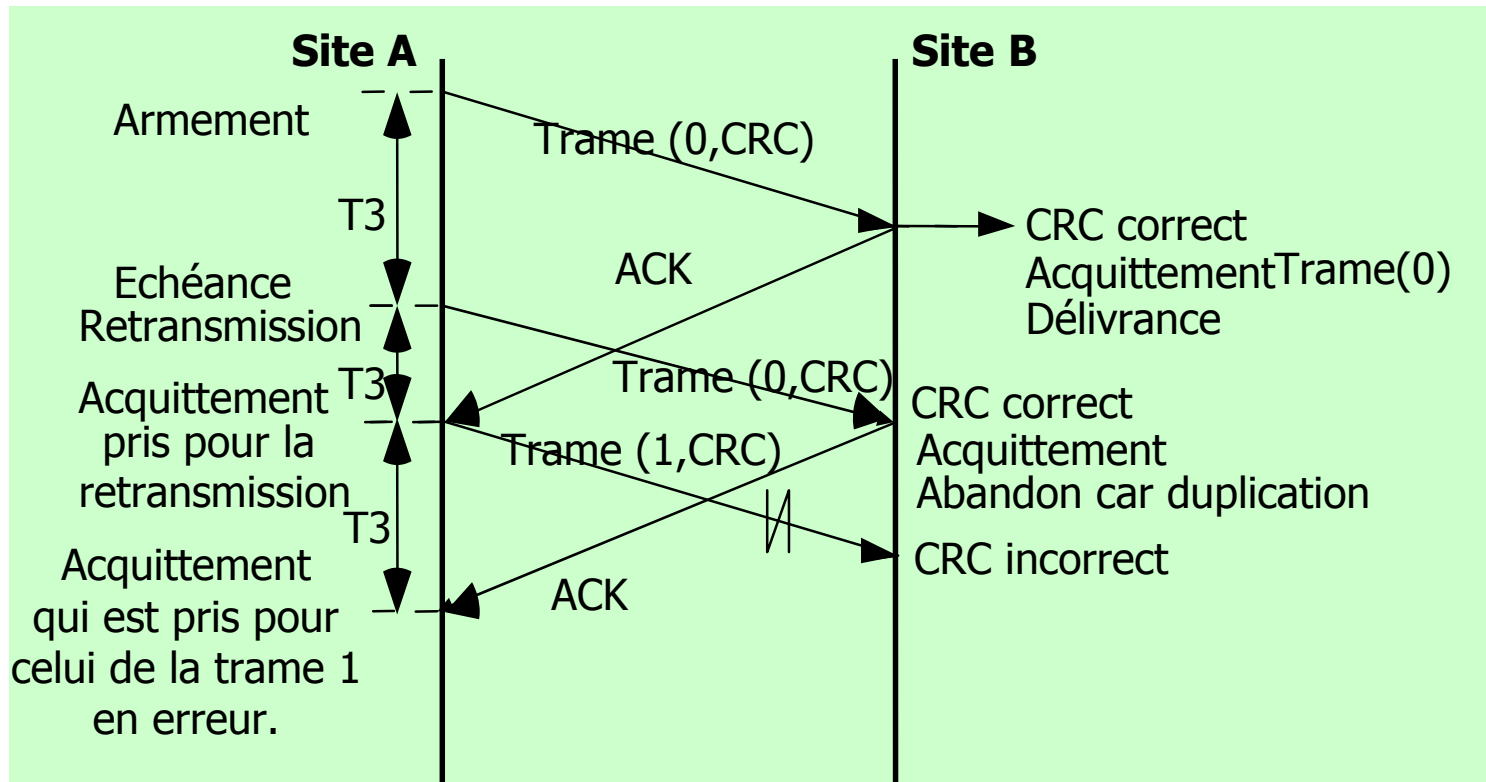 Site A
Site B
Armement
Trame (0,CRC)
T3
CRC correct
ACK
AcquittementTrame(0)
Echéance
Délivrance
Retransmission
T3
Trame (0,CRC)
Acquittement
CRC correct
pris pour la
Trame (1,CRC)
Acquittement
retransmission
Abandon car duplication
T3
Acquittement
CRC incorrect
ACK
qui est pris pour
celui de la trame 1
en erreur.